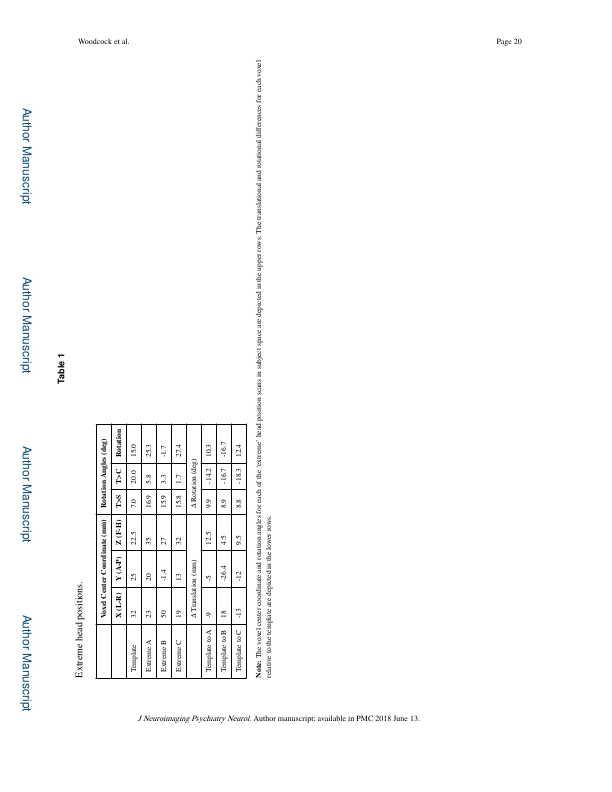 Woodcock et al.
Page 20
Author Manuscript
Author Manuscript
Author Manuscript
Author Manuscript
Table 1
Extreme head positions.
Voxel Center Coordinate (mm) Rotation Angles (deg)
X (L-R) Y (A-P) Z (F-H) T>S T>C Rotation
Template 32 25 22.5 7.0 20.0 15.0
Extreme A 23 20 35 16.9 5.8 25.3
Extreme B 50 -1.4 27 15.9 3.3 -1.7
Extreme C 19 13 32 15.8 1.7 27.4
Δ Translation (mm) Δ Rotation (deg)
Template to A -9 -5 12.5 9.9 -14.2 10.3
Template to B 18 -26.4 4.5 8.9 -16.7 -16.7
Template to C -13 -12 9.5 8.8 -18.3 12.4
Note: The voxel center coordinate and rotation angles for each of the 'extreme' head position scans in subject space are depicted in the upper rows. The translational and rotational differences for each voxel
relative to the template are depicted in the lower rows.
J Neuroimaging Psychiatry Neurol. Author manuscript; available in PMC 2018 June 13.